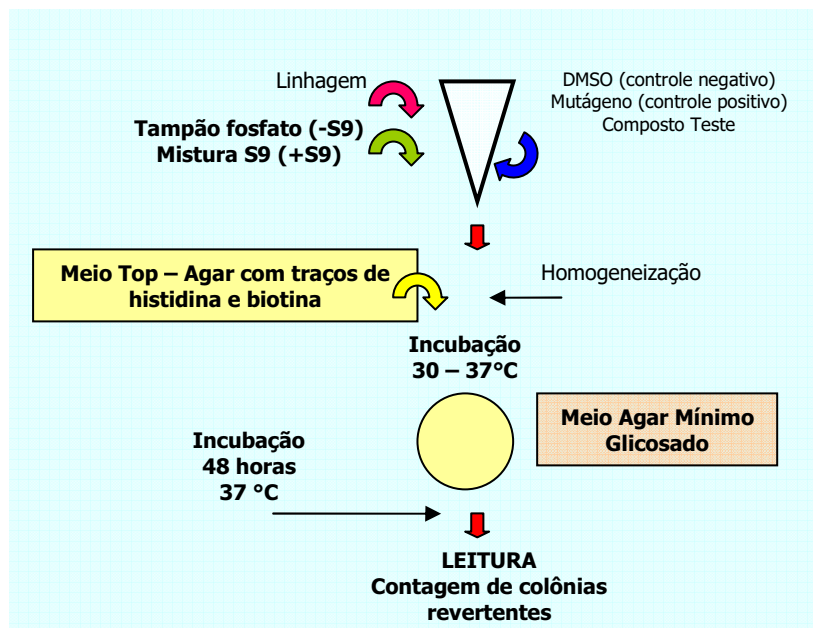 Linhagem
Tampão fosfato (-S9)
Mistura S9 (+S9)
DMSO (controle negativo)
Mutágeno (controle positivo)
Composto Teste
Meio Top – Agar com traços de
histidina e biotina
Homogeneização
Incubação
30 – 37°C
Meio Agar Mínimo
Glicosado
Incubação
48 horas
37 °C
LEITURA
Contagem de colônias
revertentes